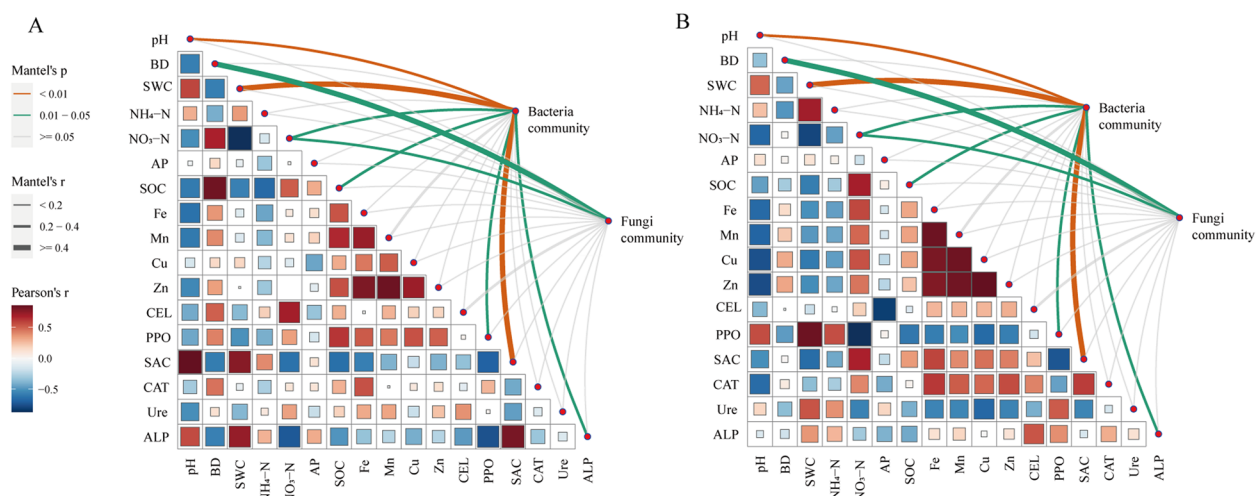 A
Mantel's p
< 0.01
0.01 − 0.05
>= 0.05
Mantel's r
< 0.2
0.2 − 0.4
>= 0.4
Pearson's r
0.5
0.0
−0.5
pH
BD
SWC
NH₄−N
NO₃−N
AP
SOC
Fe
Mn
Cu
Zn
CEL
PPO
SAC
CAT
Ure
ALP
Bacteria
community
Fungi
community
pH
BD
SWC
NH₄−N
NO₃−N
AP
SOC
Fe
Mn
Cu
Zn
CEL
PPO
SAC
CAT
Ure
ALP
B
pH
BD
SWC
NH₄−N
NO₃−N
AP
SOC
Fe
Mn
Cu
Zn
CEL
PPO
SAC
CAT
Ure
ALP
Bacteria
community
Fungi
community
pH
BD
SWC
NH₄−N
NO₃−N
AP
SOC
Fe
Mn
Cu
Zn
CEL
PPO
SAC
CAT
Ure
ALP